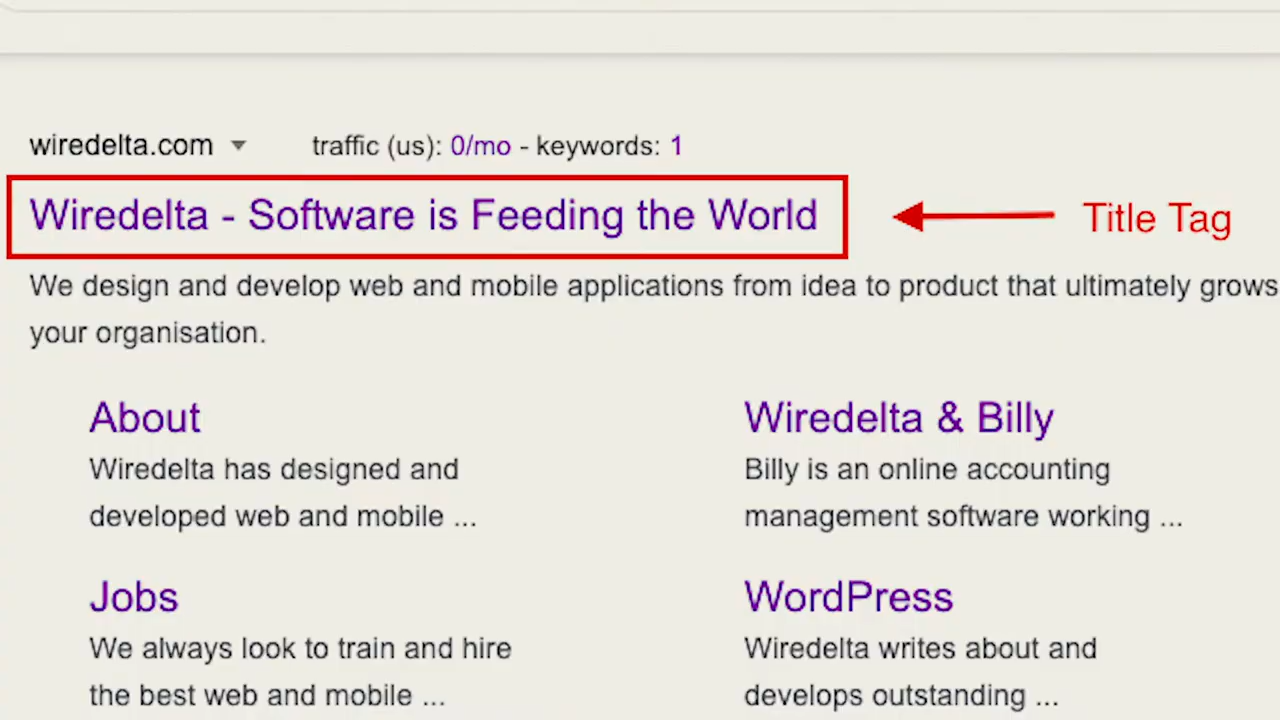 wiredelta.com traffic (us): 0/mo - keywords: 1
Wiredelta - Software is Feeding the World
Title Tag
We design and develop web and mobile applications from idea to product that ultimately grows
your organisation.
About
Wiredelta has designed and
developed web and mobile ...
Wiredelta & Billy
Billy is an online accounting
management software working ...
Jobs
We always look to train and hire
the best web and mobile ...
WordPress
Wiredelta writes about and
develops outstanding ...